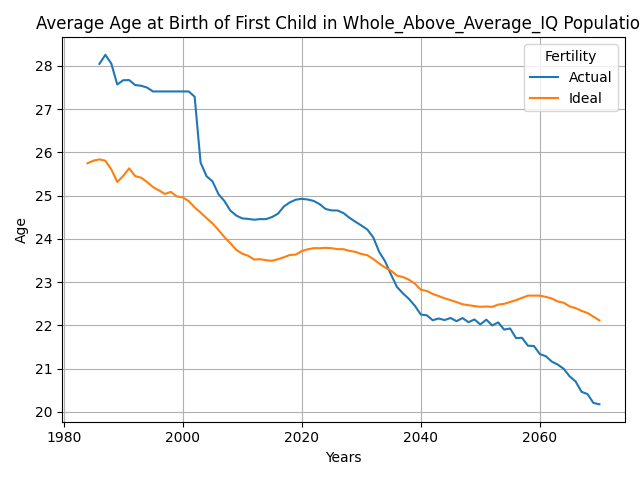 Average Age at Birth of First Child in Whole_Above_Average_IQ Populatio
Fertility
Actual
Ideal
28
27
26
25
24
23
22
21
20
Age
1980
2000
2020
2040
2060
Years